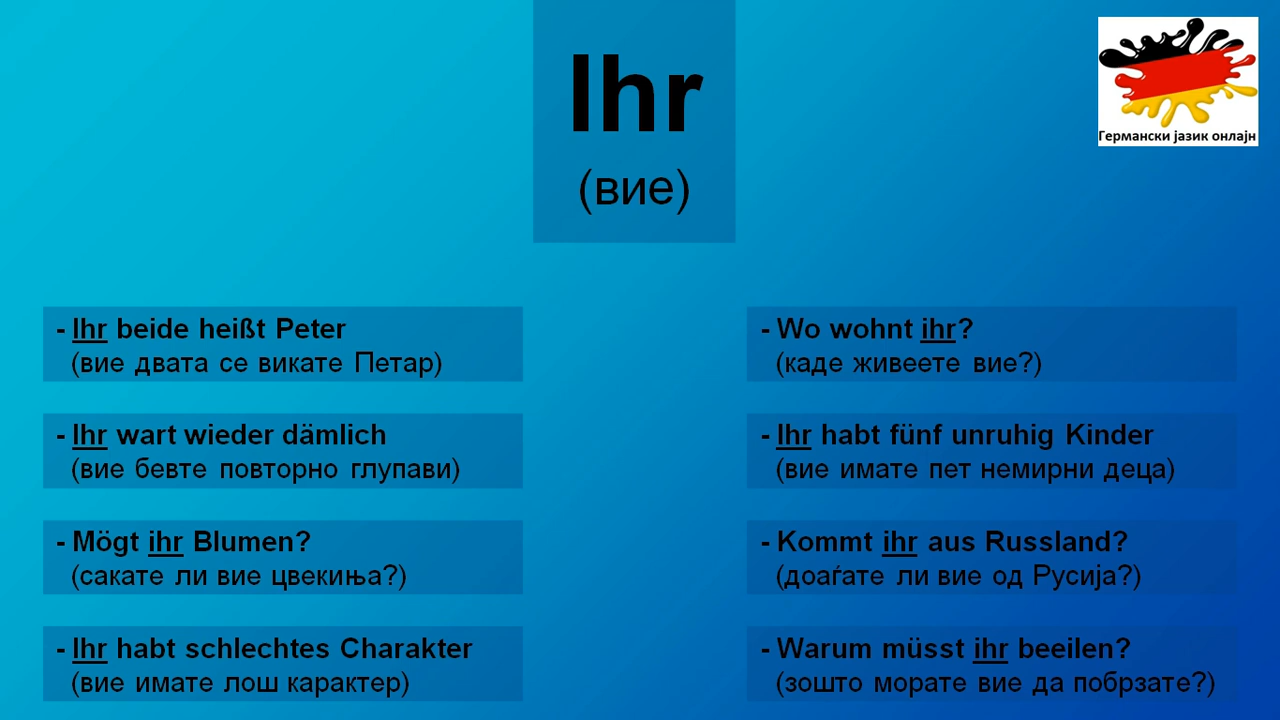 Ihr
(вие)
Германски јазик онлајн
- Ihr beide heißt Peter
(вие двата се викате Петар)
- Ihr wart wieder dämlich
(вие бевте повторно глупави)
- Mögt ihr Blumen?
(сакате ли вие цвекиња?)
- Ihr habt schlechtes Charakter
(вие имате лош карактер)
- Wo wohnt ihr?
(каде живеете вие?)
- Ihr habt fünf unruhig Kinder
(вие имате пет немирни деца)
- Kommt ihr aus Russland?
(доаѓате ли вие од Русија?)
- Warum müsst ihr beeilen?
(зошто морате вие да побрзате?)